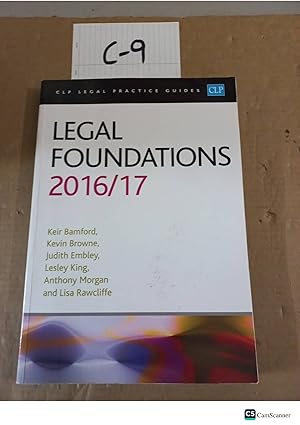 C-9
CLP LEGAL PRACTICE GUIDES CLP
LEGAL
FOUNDATIONS
2016/17
Keir Bamford,
Kevin Browne,
Judith Embley,
Lesley King,
Anthony Morgan
and Lisa Rawcliffe
CS CamScanner